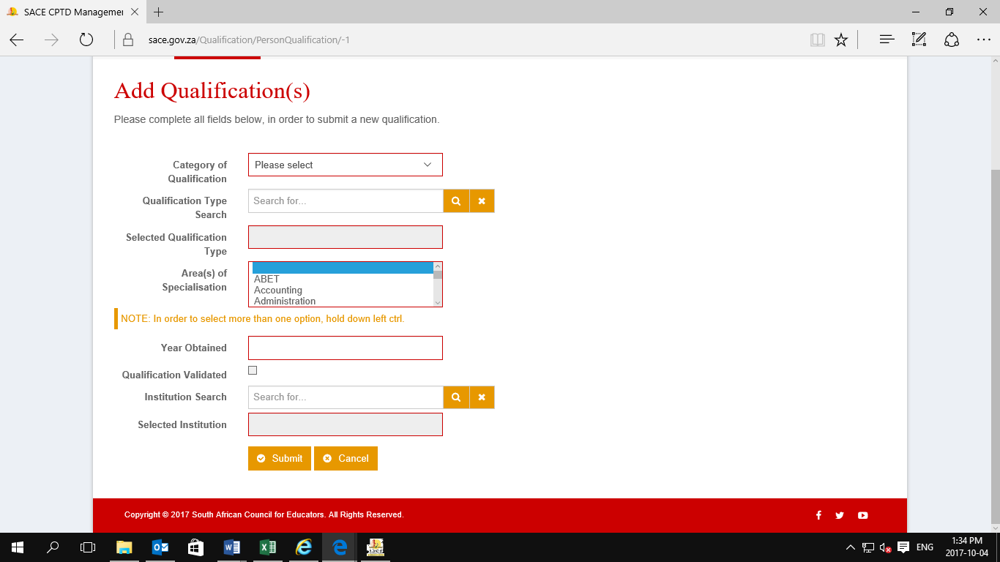 SACE CPTD Managemer
sace.gov.za/Qualification/PersonQualification/-1
Add Qualification(s)
Please complete all fields below, in order to submit a new qualification.
Category of
Qualification
Please select
Qualification Type
Search
Search for...
Selected Qualification
Type
Area(s) of
Specialisation
ABET
Accounting
Administration
NOTE: In order to select more than one option, hold down left ctrl.
Year Obtained
Qualification Validated
Institution Search
Search for...
Selected Institution
Submit
Cancel
Copyright © 2017 South African Council for Educators. All Rights Reserved.
ENG
1:34 PM
2017-10-04